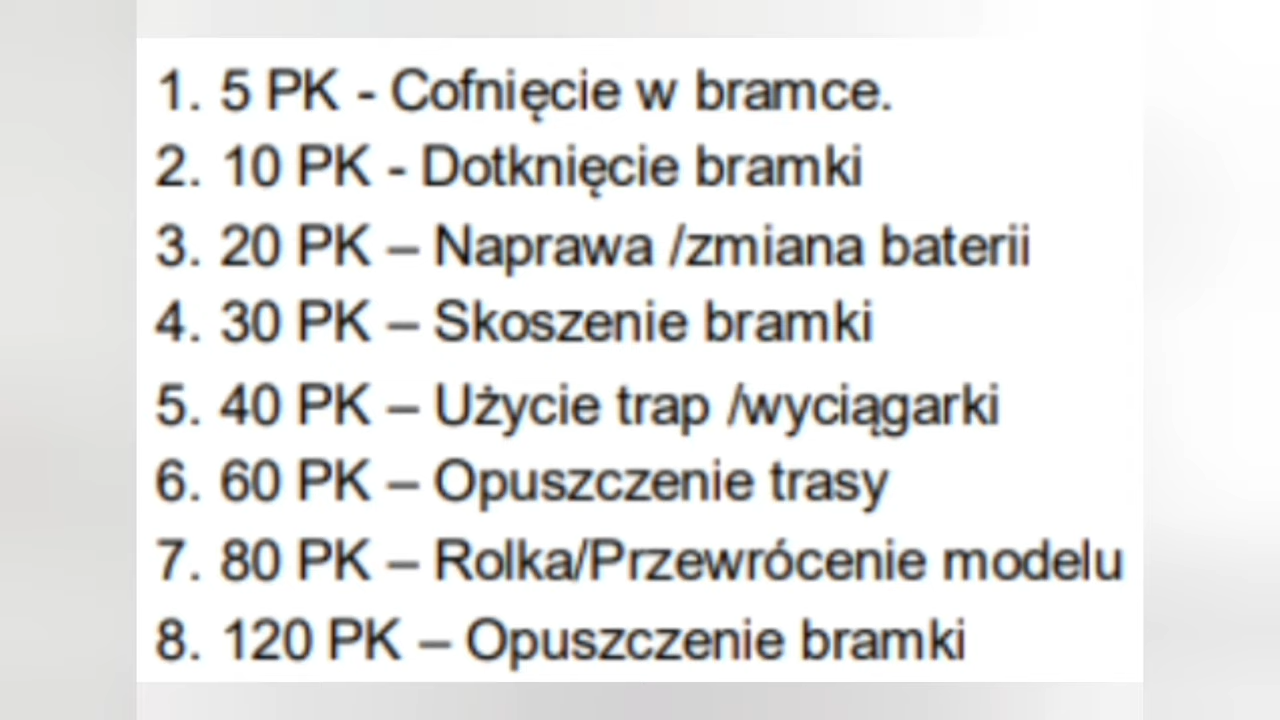 1. 5 PK - Cofnięcie w bramce.
2. 10 PK - Dotknięcie bramki
3. 20 PK – Naprawa /zmiana baterii
4. 30 PK – Skoszenie bramki
5. 40 PK – Użycie trap /wyciągarki
6. 60 PK – Opuszczenie trasy
7. 80 PK – Rolka/Przewrócenie modelu
8. 120 PK – Opuszczenie bramki